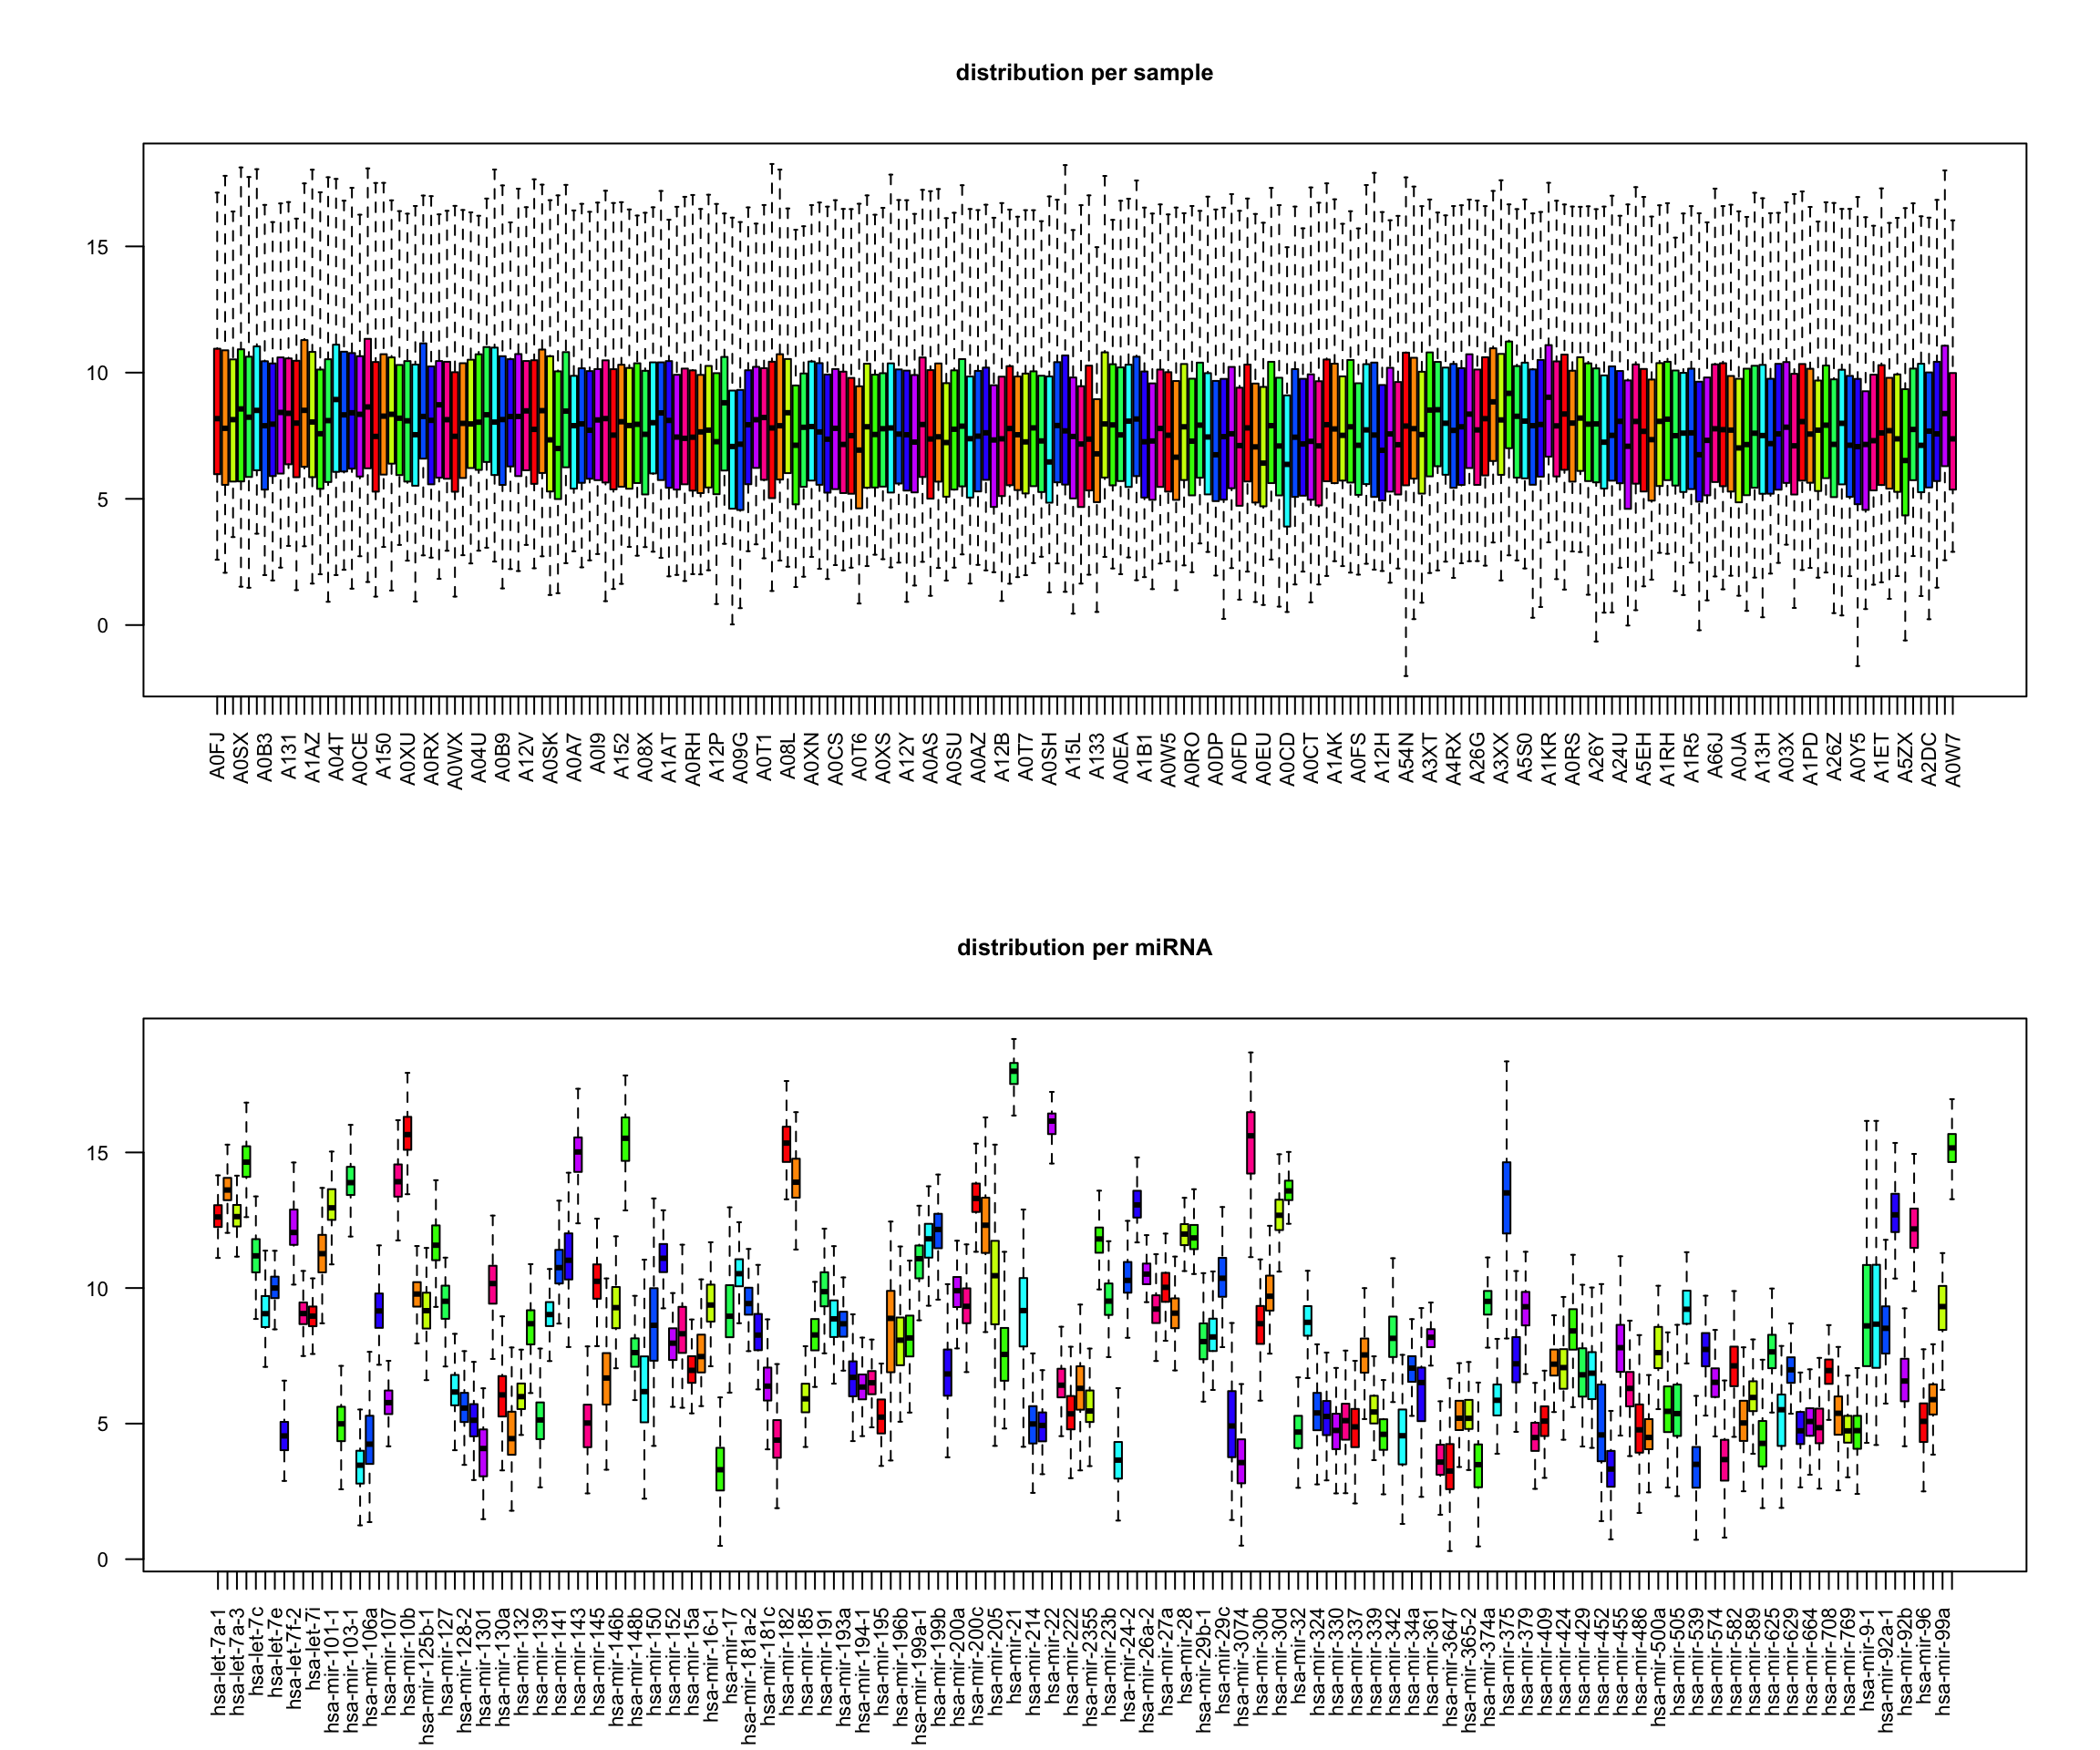 distribution per sample
15
10
5
0
A0FJ
A0SX
A0B3
A131
A1AZ
A04T
A0CE
A150
A0XU
A0RX
A0WX
A04U
A0B9
A12V
A0SK
A0A7
A0I9
A152
A08X
A1AT
A0RH
A12P
A09G
A0T1
A08L
A0XN
A0CS
A0T6
A0XS
A12Y
A0AS
A0SU
A0AZ
A12B
A0T7
A0SH
A15L
A133
A0EA
A1B1
A0W5
A0RO
A0DP
A0FD
A0EU
A0CD
A0CT
A1AK
A0FS
A12H
A54N
A3XT
A4RX
A26G
A3XX
A5S0
A1KR
A0RS
A26Y
A24U
A5EH
A1RH
A1R5
A66J
A0JA
A13H
A03X
A1PD
A26Z
A0Y5
A1ET
A5ZX
A2DC
A0W7
distribution per miRNA
15
10
5
0
hsa-let-7a-1
hsa-let-7a-3
hsa-let-7c
hsa-let-7e
hsa-let-7f-2
hsa-let-7i
hsa-mir-101-1
hsa-mir-103-1
hsa-mir-106a
hsa-mir-107
hsa-mir-10b
hsa-mir-125b-1
hsa-mir-127
hsa-mir-128-2
hsa-mir-1301
hsa-mir-130a
hsa-mir-132
hsa-mir-139
hsa-mir-141
hsa-mir-143
hsa-mir-145
hsa-mir-146b
hsa-mir-148b
hsa-mir-150
hsa-mir-152
hsa-mir-15a
hsa-mir-16-1
hsa-mir-17
hsa-mir-181a-2
hsa-mir-181c
hsa-mir-182
hsa-mir-185
hsa-mir-191
hsa-mir-193a
hsa-mir-194-1
hsa-mir-195
hsa-mir-196b
hsa-mir-199a-1
hsa-mir-199b
hsa-mir-200a
hsa-mir-200c
hsa-mir-205
hsa-mir-21
hsa-mir-214
hsa-mir-22
hsa-mir-222
hsa-mir-2355
hsa-mir-23b
hsa-mir-24-2
hsa-mir-26a-2
hsa-mir-27a
hsa-mir-28
hsa-mir-29b-1
hsa-mir-29c
hsa-mir-3074
hsa-mir-30b
hsa-mir-30d
hsa-mir-32
hsa-mir-324
hsa-mir-330
hsa-mir-337
hsa-mir-339
hsa-mir-342
hsa-mir-34a
hsa-mir-361
hsa-mir-3647
hsa-mir-365-2
hsa-mir-374a
hsa-mir-375
hsa-mir-379
hsa-mir-409
hsa-mir-424
hsa-mir-429
hsa-mir-452
hsa-mir-455
hsa-mir-486
hsa-mir-500a
hsa-mir-505
hsa-mir-539
hsa-mir-574
hsa-mir-582
hsa-mir-589
hsa-mir-625
hsa-mir-629
hsa-mir-664
hsa-mir-708
hsa-mir-769
hsa-mir-9-1
hsa-mir-92a-1
hsa-mir-92b
hsa-mir-96
hsa-mir-99a